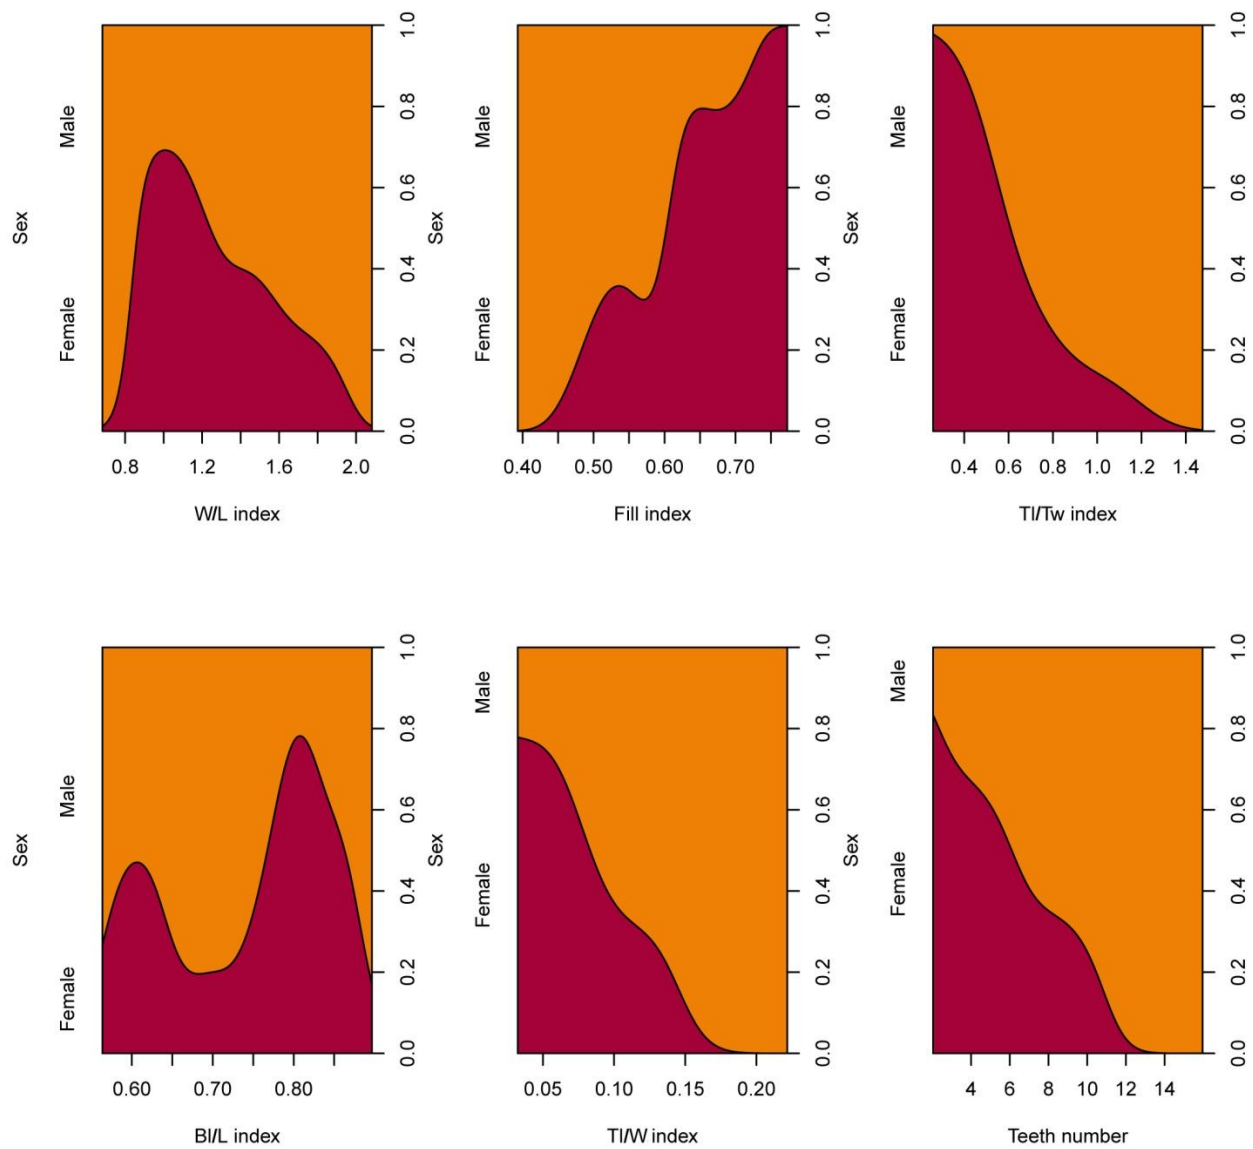 Sex
Female Male
0.0 0.2 0.4 0.6 0.8 1.0
0.8 1.2 1.6 2.0
W/L index
Sex
Female Male
0.0 0.2 0.4 0.6 0.8 1.0
0.40 0.50 0.60 0.70
Fill index
Sex
Female Male
0.0 0.2 0.4 0.6 0.8 1.0
0.4 0.6 0.8 1.0 1.2 1.4
Tl/Tw index
Sex
Female Male
0.0 0.2 0.4 0.6 0.8 1.0
0.60 0.70 0.80
Bl/L index
Sex
Female Male
0.0 0.2 0.4 0.6 0.8 1.0
0.05 0.10 0.15 0.20
Tl/W index
Sex
Female Male
0.0 0.2 0.4 0.6 0.8 1.0
4 6 8 10 12 14
Teeth number